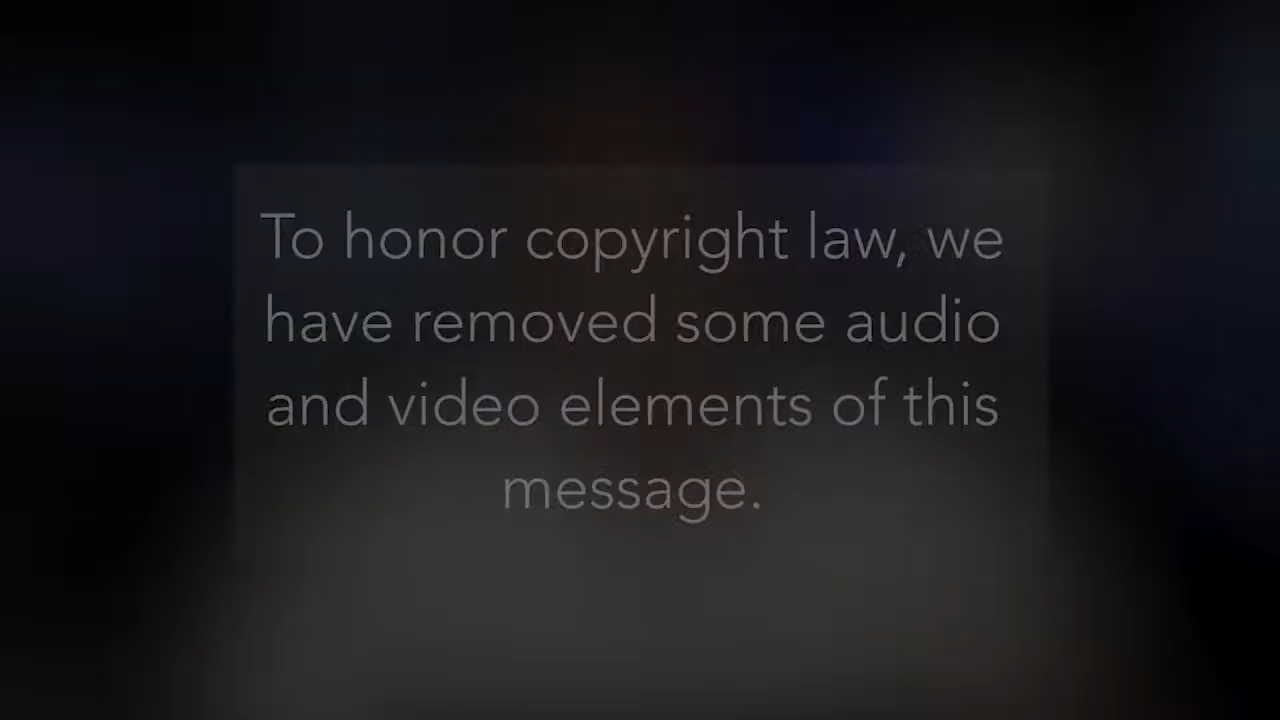 To honor copyright law, we
have removed some audio
and video elements of this
message.